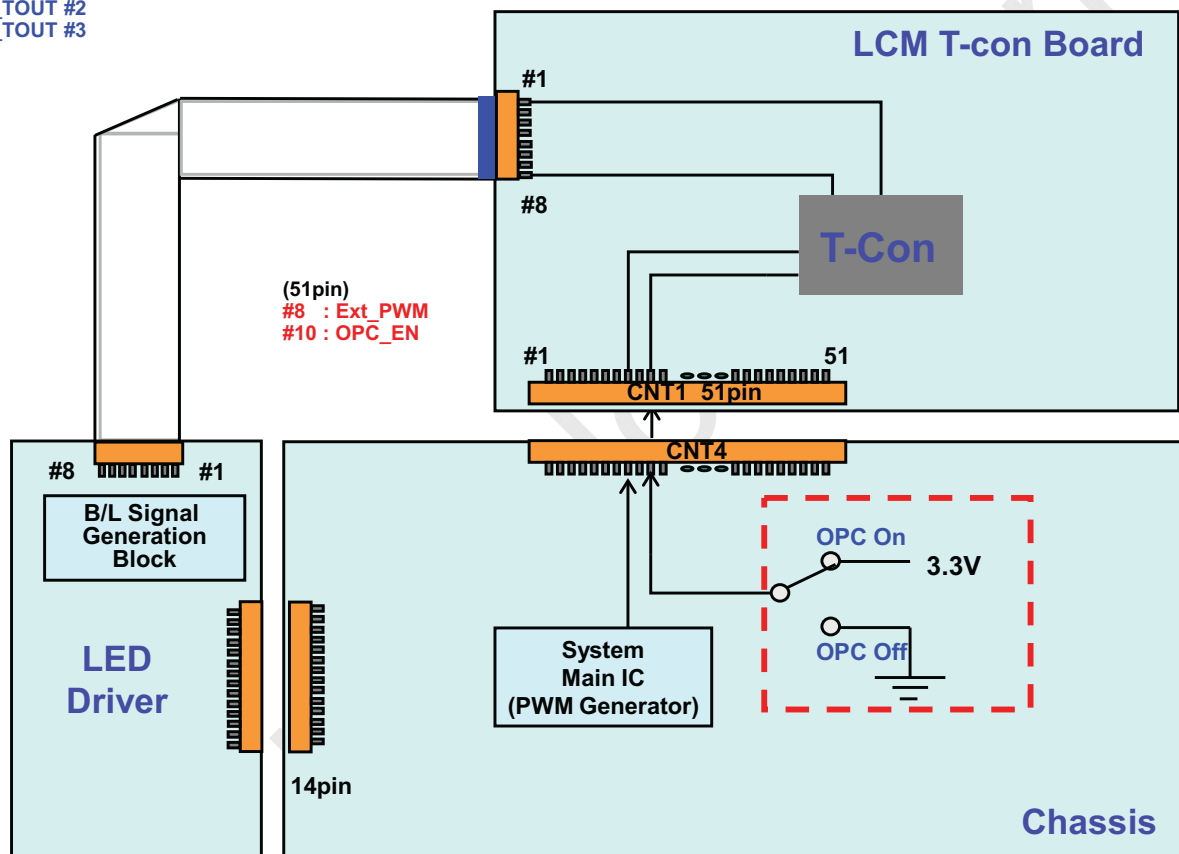 _TOUT #2
_TOUT #3
LCM T-con Board
#1
#8
T-Con
(51pin)
#8 : Ext_PWM
#10 : OPC_EN
#1
51
CNT1 51pin
CNT4
#8
#1
B/L Signal
Generation
Block
OPC On
3.3V
OPC Off
System
Main IC
(PWM Generator)
LED
Driver
14pin
Chassis